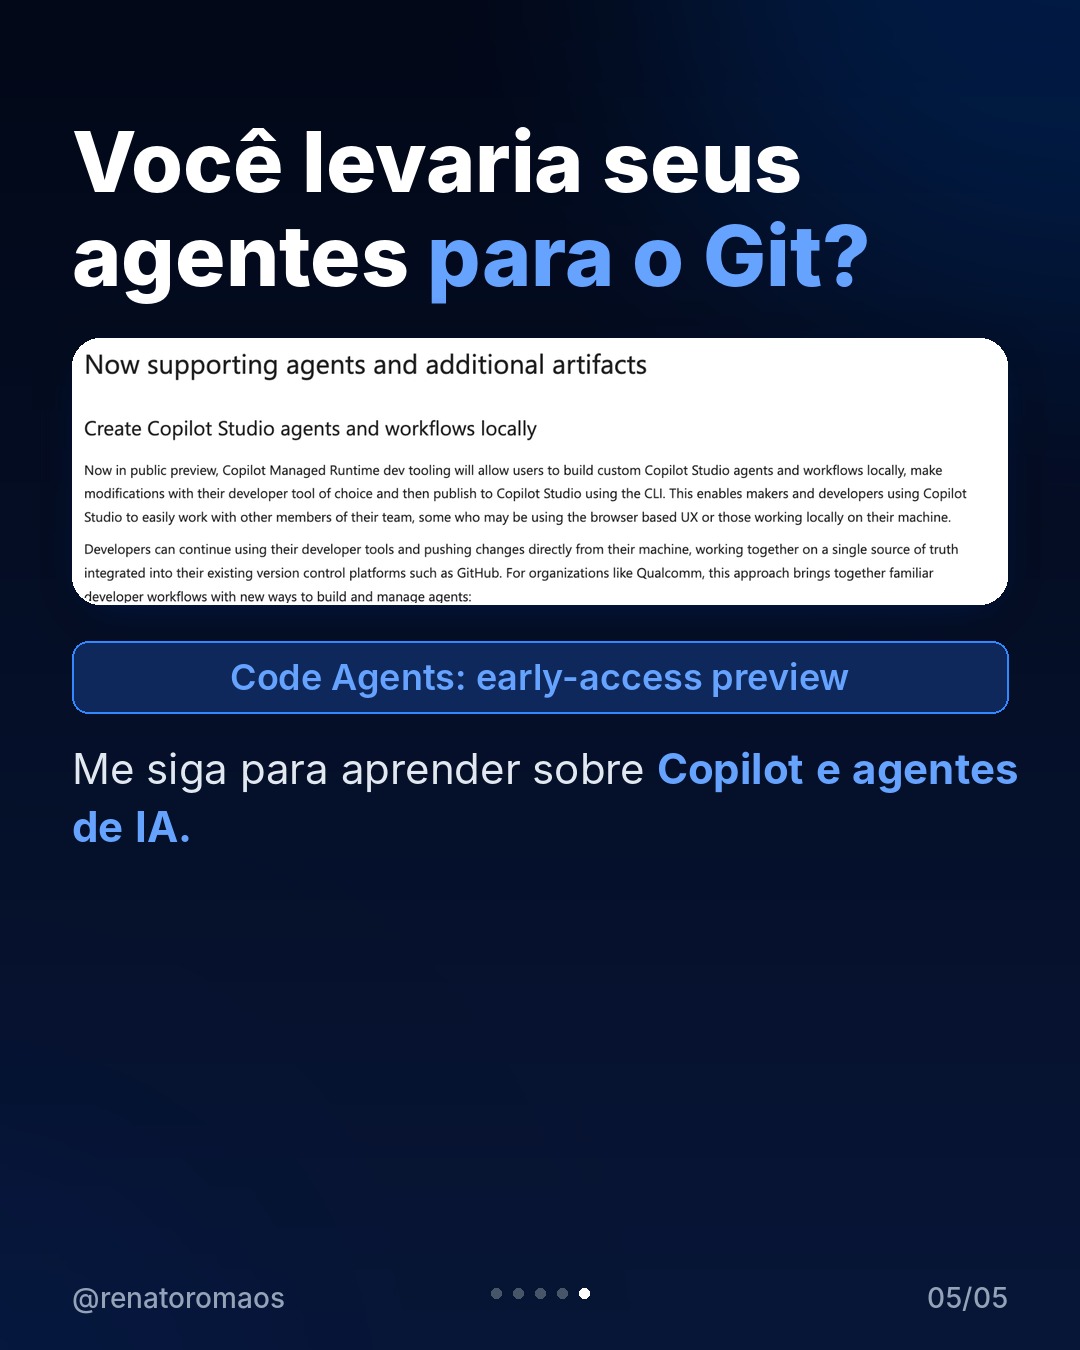 Você levaria seus
agentes para o Git?
Now supporting agents and additional artifacts
Create Copilot Studio agents and workflows locally
Now in public preview, Copilot Managed Runtime dev tooling will allow users to build custom Copilot Studio agents and workflows locally, make
modifications with their developer tool of choice and then publish to Copilot Studio using the CLI. This enables makers and developers using Copilot
Studio to easily work with other members of their team, some who may be using the browser based UX or those working locally on their machine.
Developers can continue using their developer tools and pushing changes directly from their machine, working together on a single source of truth
integrated into their existing version control platforms such as GitHub. For organizations like Qualcomm, this approach brings together familiar
developer workflows with new ways to build and manage agents:
Code Agents: early-access preview
Me siga para aprender sobre Copilot e agentes
de IA.
@renatoromaos
05/05